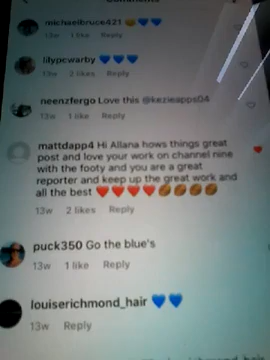 michaelbruce421 😀💙💙
13w 1 like Reply
lilypcwarby 💙💙💙
13w 2 likes Reply
neenzfergo Love this @kezieapps04
13w 1 like Reply
mattdapp4 Hi Allana hows things great
post and love your work on channel nine
with the footy and you are a great
reporter and keep up the great work and
all the best ❤️❤️❤️❤️🏉🏉🏉🏉
13w 2 likes Reply
puck350 Go the blue's
13w 1 like Reply
louiserichmond_hair 💙💙
13w Reply